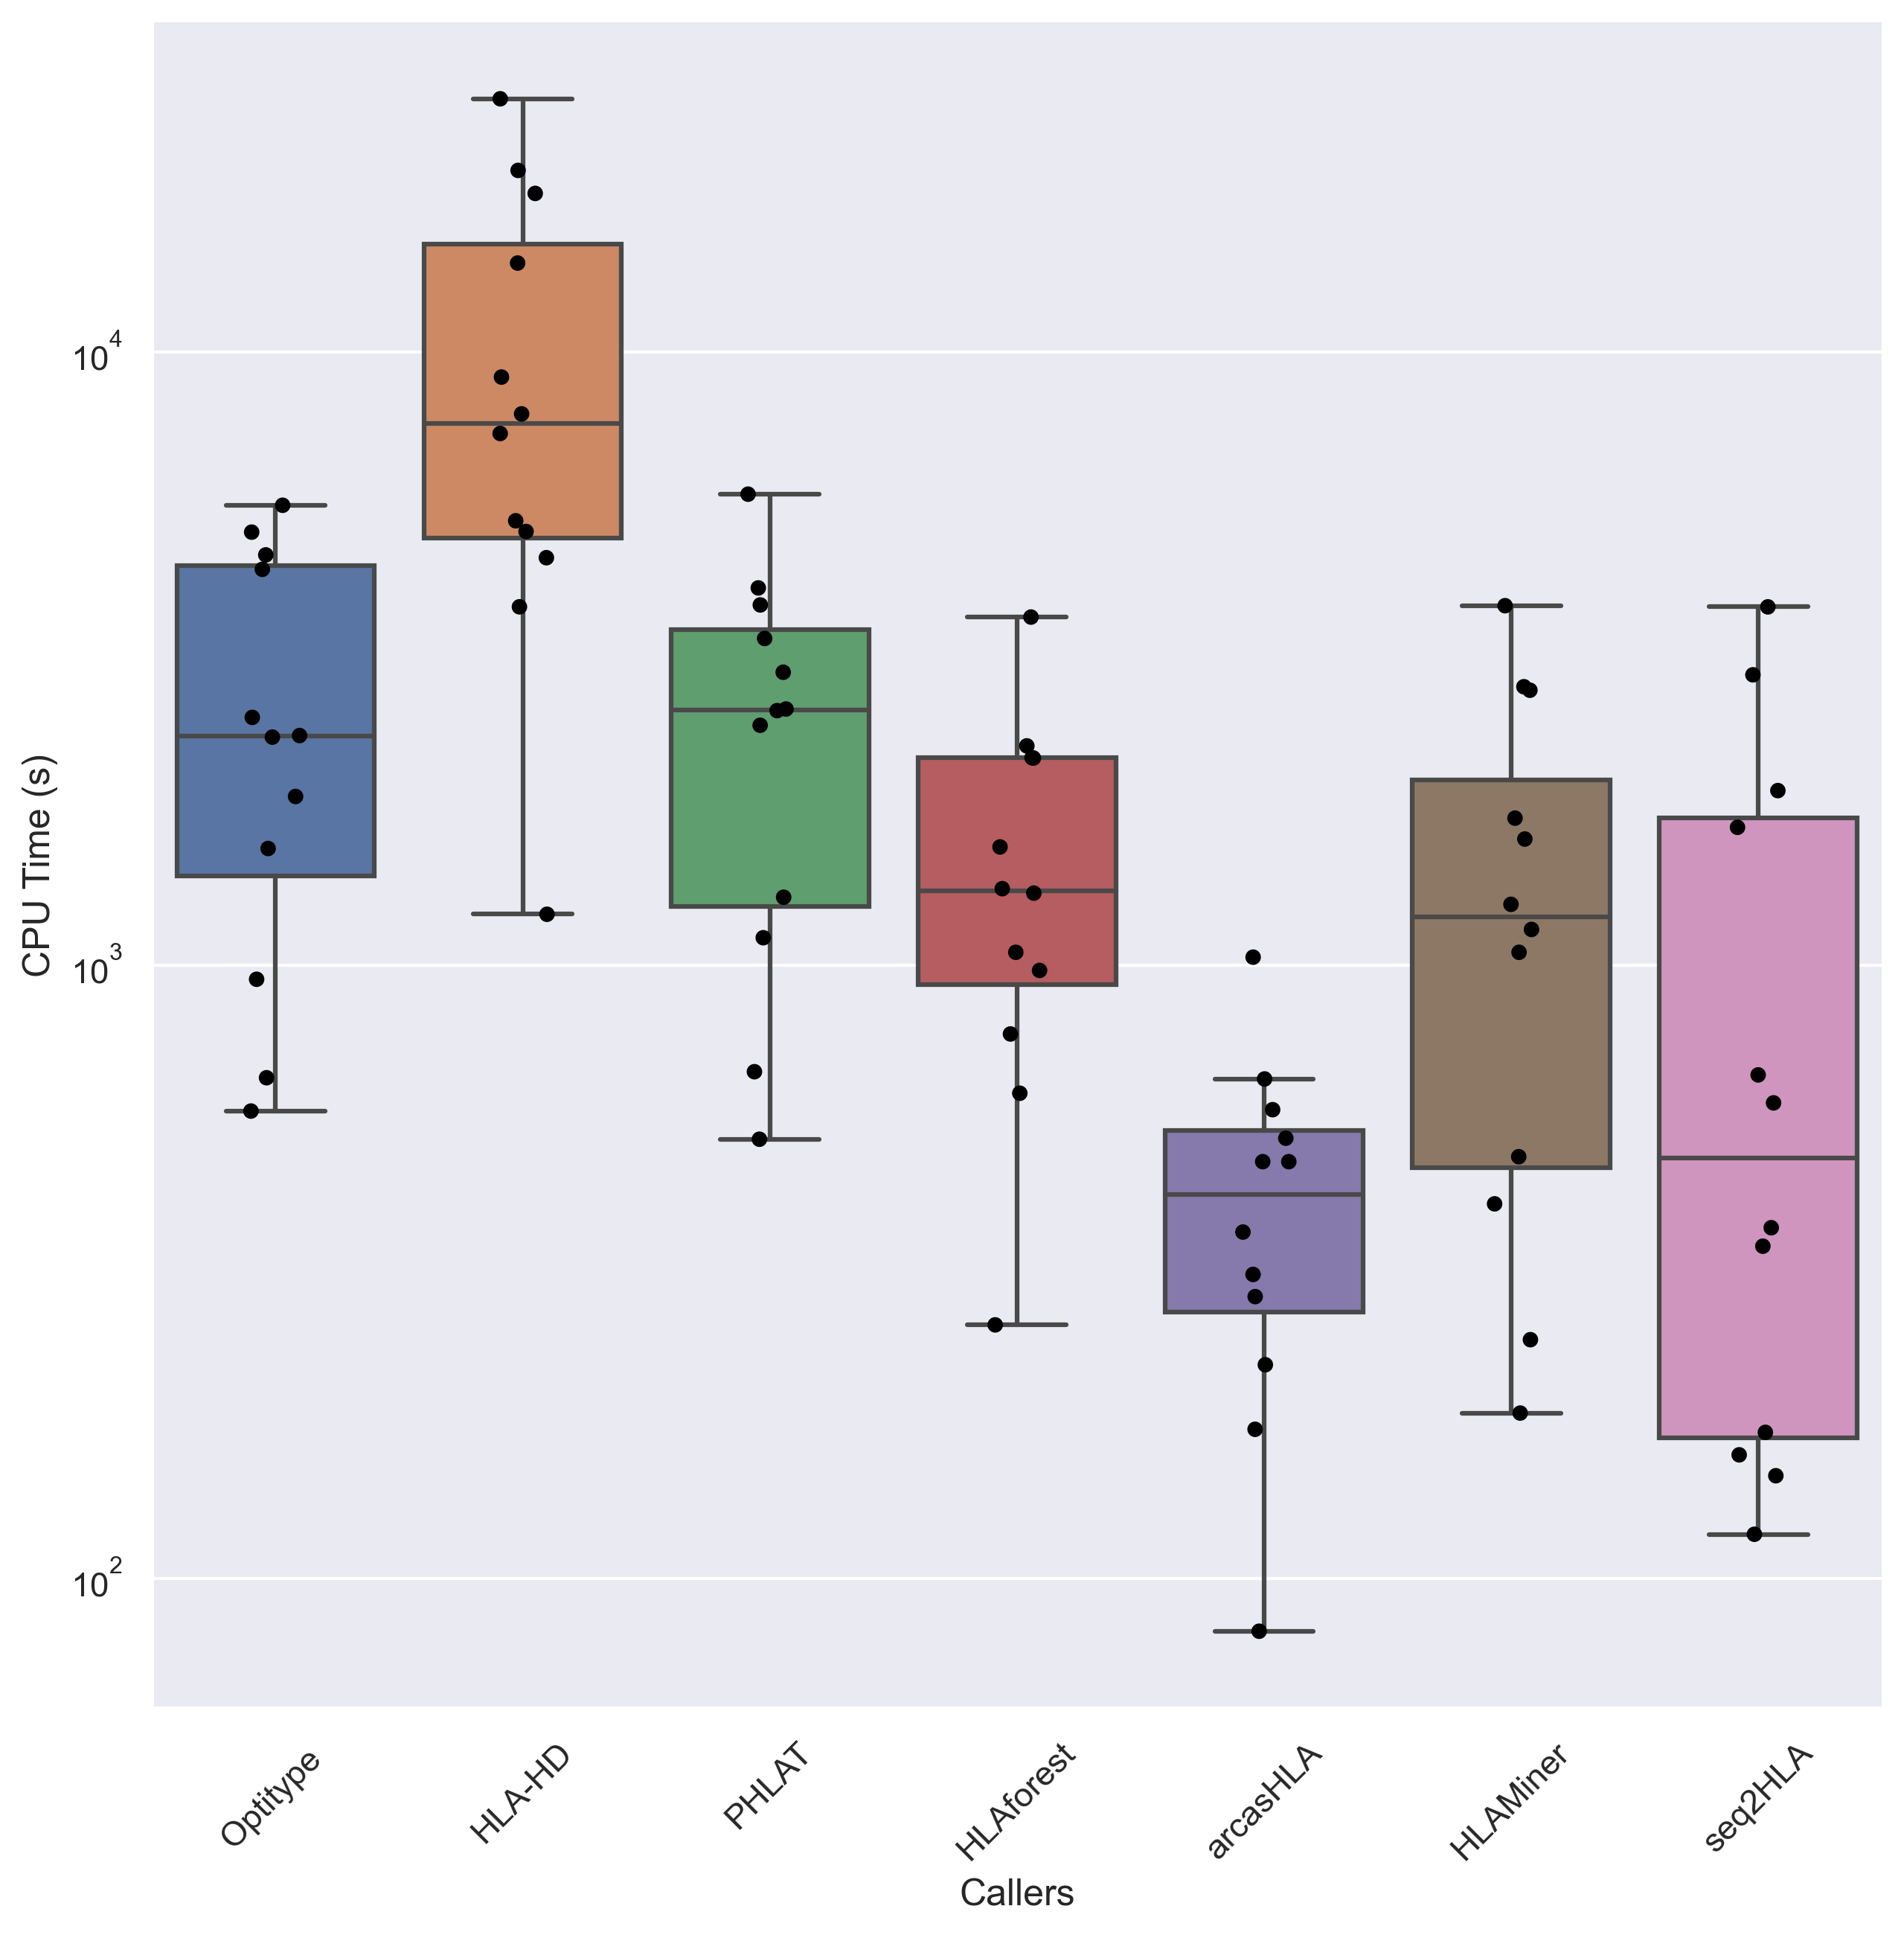 CPU Time (s)
10^4
10^3
10^2
Optitype
HLA-HD
PHLAT
HLAforest
arcasHLA
HLAMiner
seq2HLA
Callers